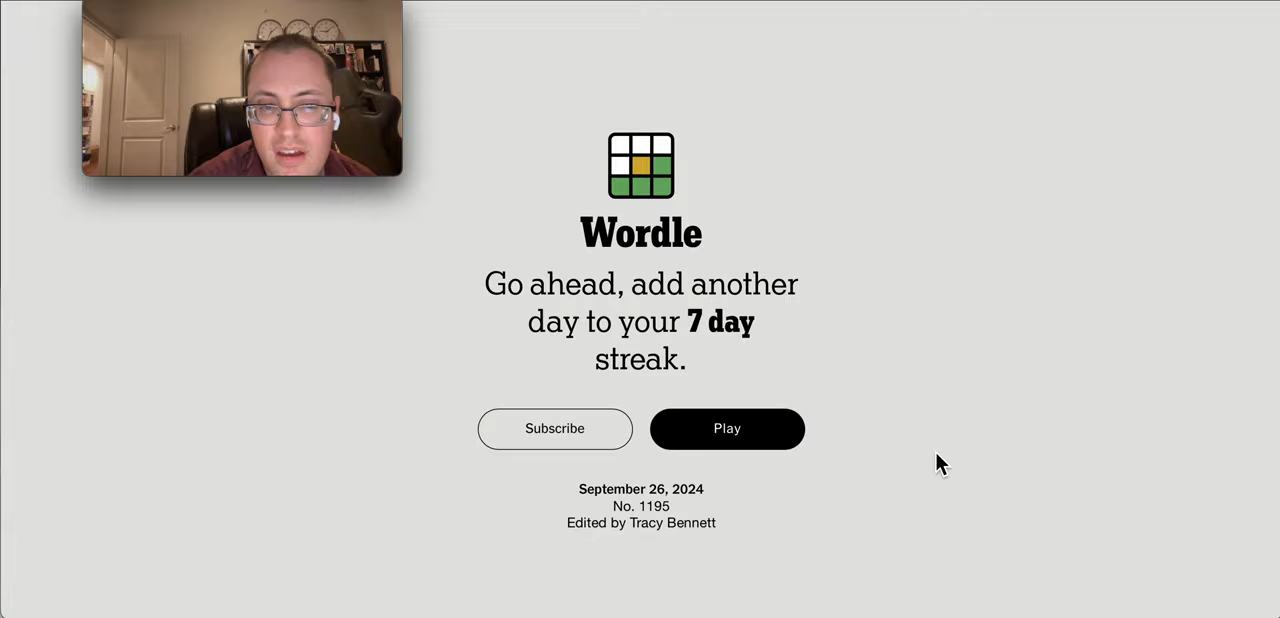 Wordle
Go ahead, add another
day to your 7 day
streak.
Subscribe
Play
September 26, 2024
No. 1195
Edited by Tracy Bennett